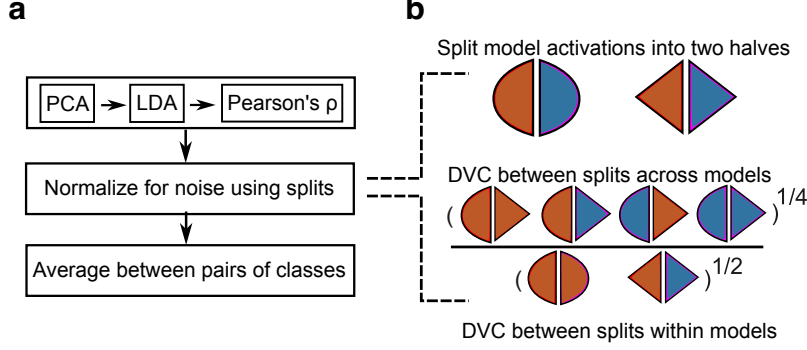 a
PCA LDA Pearson's ρ
Normalize for noise using splits
Average between pairs of classes
b
Split model activations into two halves
DVC between splits across models
( )1/4
( )1/2
DVC between splits within models